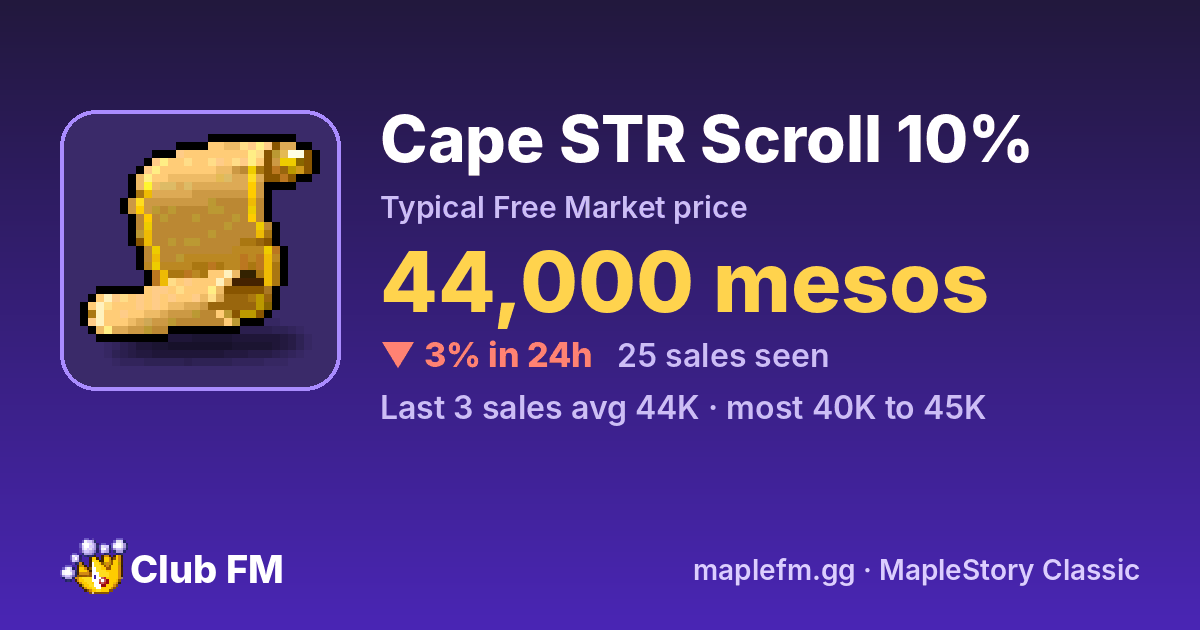 Cape STR Scroll 10%
Typical Free Market price
44,000 mesos
▼ 3% in 24h 25 sales seen
Last 3 sales avg 44K · most 40K to 45K
Club FM
maplefm.gg · MapleStory Classic